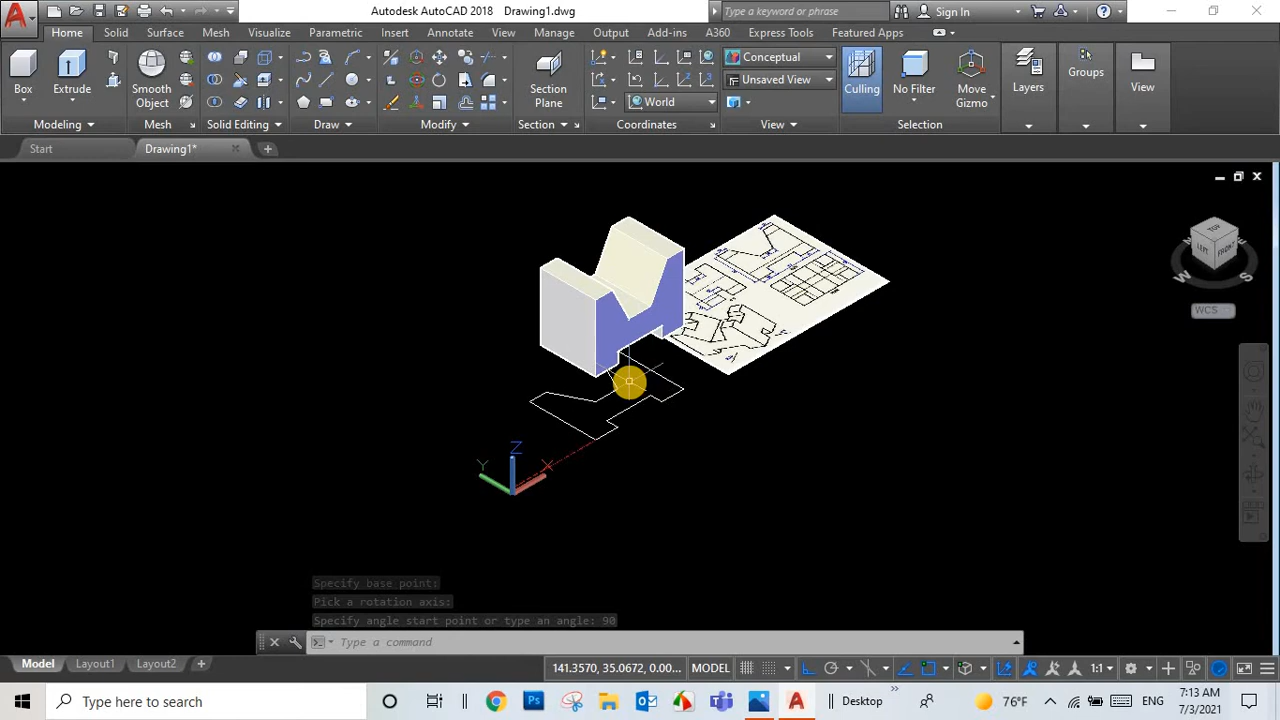 Autodesk AutoCAD 2018 Drawing1.dwg
Type a keyword or phrase
Sign In
Home Solid Surface Mesh Visualize Parametric Insert Annotate View Manage Output Add-ins A360 Express Tools Featured Apps
Box
Extrude
Smooth
Object
Section
Plane
Conceptual
Unsaved View
World
Culling
No Filter
Move
Gizmo
Layers
Groups
View
Modeling
Mesh
Solid Editing
Draw
Modify
Section
Coordinates
View
Selection
Start
Drawing1*
TOP
LEFT
FRONT
W
S
WCS
Z
Y
X
Specify base point:
Pick a rotation axis:
Specify angle start point or type an angle: 90
Type a command
Model Layout1 Layout2
141.3570, 35.0672, 0.00... MODEL
1:1
Type here to search
Ps
Desktop
76°F
ENG
7:13 AM
7/3/2021